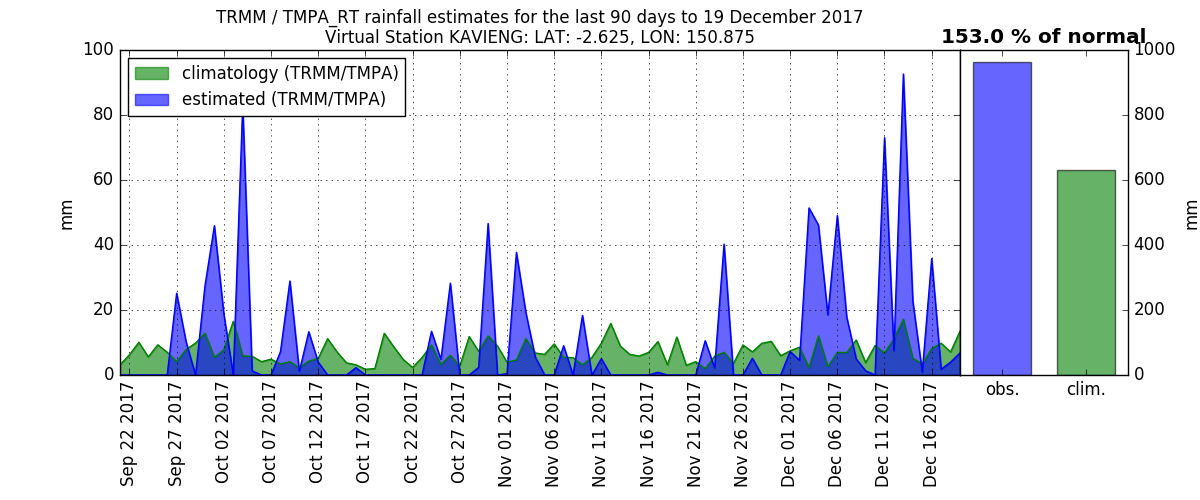 TRMM / TMPA_RT rainfall estimates for the last 90 days to 19 December 2017
Virtual Station KAVIENG: LAT: -2.625, LON: 150.875
153.0 % of normal
climatology (TRMM/TMPA)
estimated (TRMM/TMPA)
100
80
60
40
20
0
mm
Sep 22 2017
Sep 27 2017
Oct 02 2017
Oct 07 2017
Oct 12 2017
Oct 17 2017
Oct 22 2017
Oct 27 2017
Nov 01 2017
Nov 06 2017
Nov 11 2017
Nov 16 2017
Nov 21 2017
Nov 26 2017
Dec 01 2017
Dec 06 2017
Dec 11 2017
Dec 16 2017
obs.
clim.
1000
800
600
400
200
0
mm